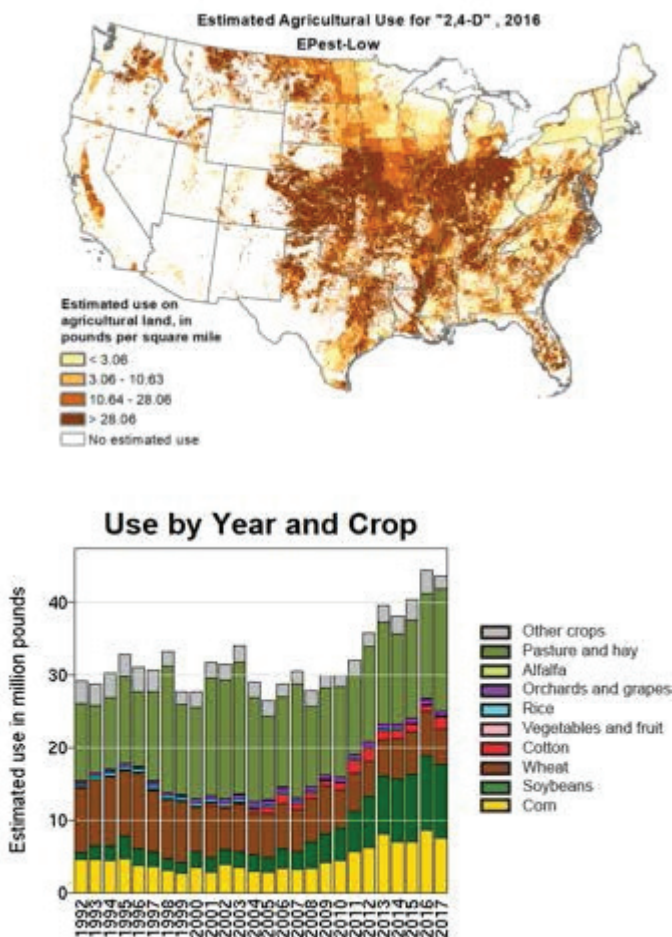 Estimated Agricultural Use for "2,4-D" , 2016
EPest-Low
Estimated use on
agricultural land, in
pounds per square mile
< 3.06
3.06 - 10.63
10.64 - 28.06
> 28.06
No estimated use
Use by Year and Crop
Estimated use in million pounds
40
30
20
10
0
1992
1993
1994
1995
1996
1997
1998
1999
2000
2001
2002
2003
2004
2005
2006
2007
2008
2009
2010
2011
2012
2013
2014
2015
2016
2017
Other crops
Pasture and hay
Alfalfa
Orchards and grapes
Rice
Vegetables and fruit
Cotton
Wheat
Soybeans
Corn